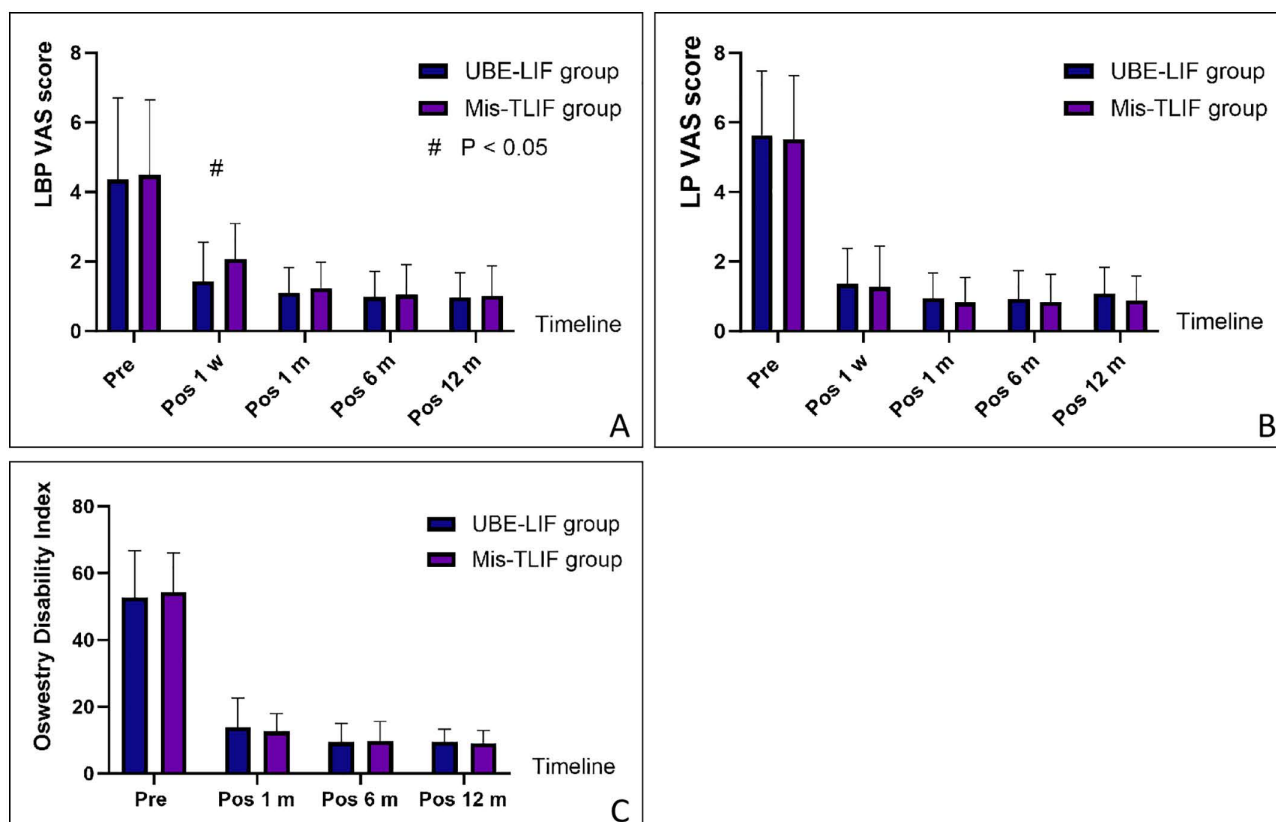 LBP VAS score
8
6
4
2
0
UBE-LIF group
Mis-TLIF group
# P < 0.05
#
Pre
Pos 1 w
Pos 1 m
Pos 6 m
Pos 12 m
Timeline
A
LP VAS score
8
6
4
2
0
UBE-LIF group
Mis-TLIF group
Pre
Pos 1 w
Pos 1 m
Pos 6 m
Pos 12 m
Timeline
B
Oswestry Disability Index
80
60
40
20
0
UBE-LIF group
Mis-TLIF group
Pre
Pos 1 m
Pos 6 m
Pos 12 m
Timeline
C